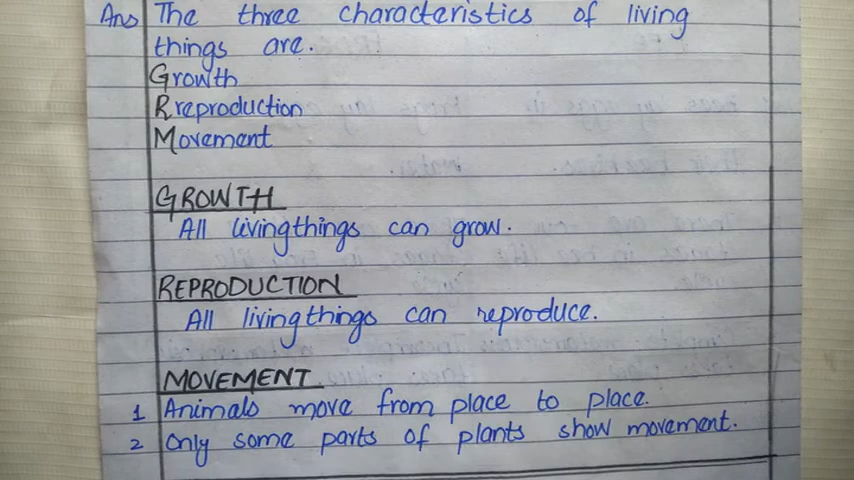 Ans The three characteristics of living
things are.
Growth
Rreproduction
Movement
GROWTH
All livingthings can grow.
REPRODUCTION
All livingthings can reproduce.
MOVEMENT
1 Animals move from place to place.
2 Only some parts of plants show movement.